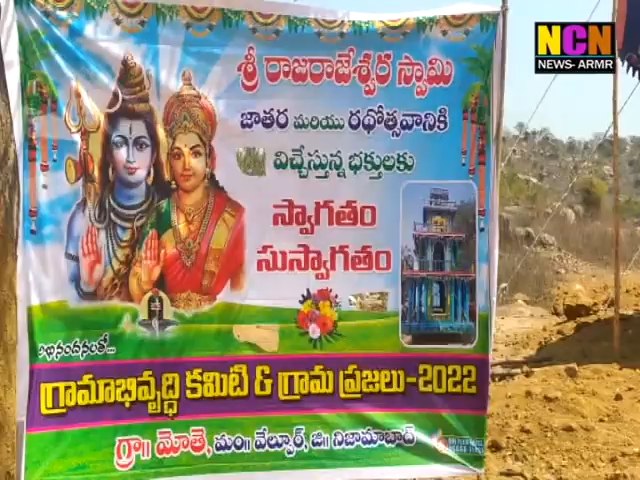 NCN
NEWS- ARMR
శ్రీ రాజరాజేశ్వర స్వామి
జాతర మరియు రథోత్సవానికి
విచ్చేస్తున్న భక్తులకు
స్వాగతం
సుస్వాగతం
అభినందనలతో...
గ్రామాభివృద్ధి కమిటి & గ్రామ ప్రజలు-2022
గ్రా|| మోతె, మం|| వేల్పూర్, జి|| నిజామాబాద్